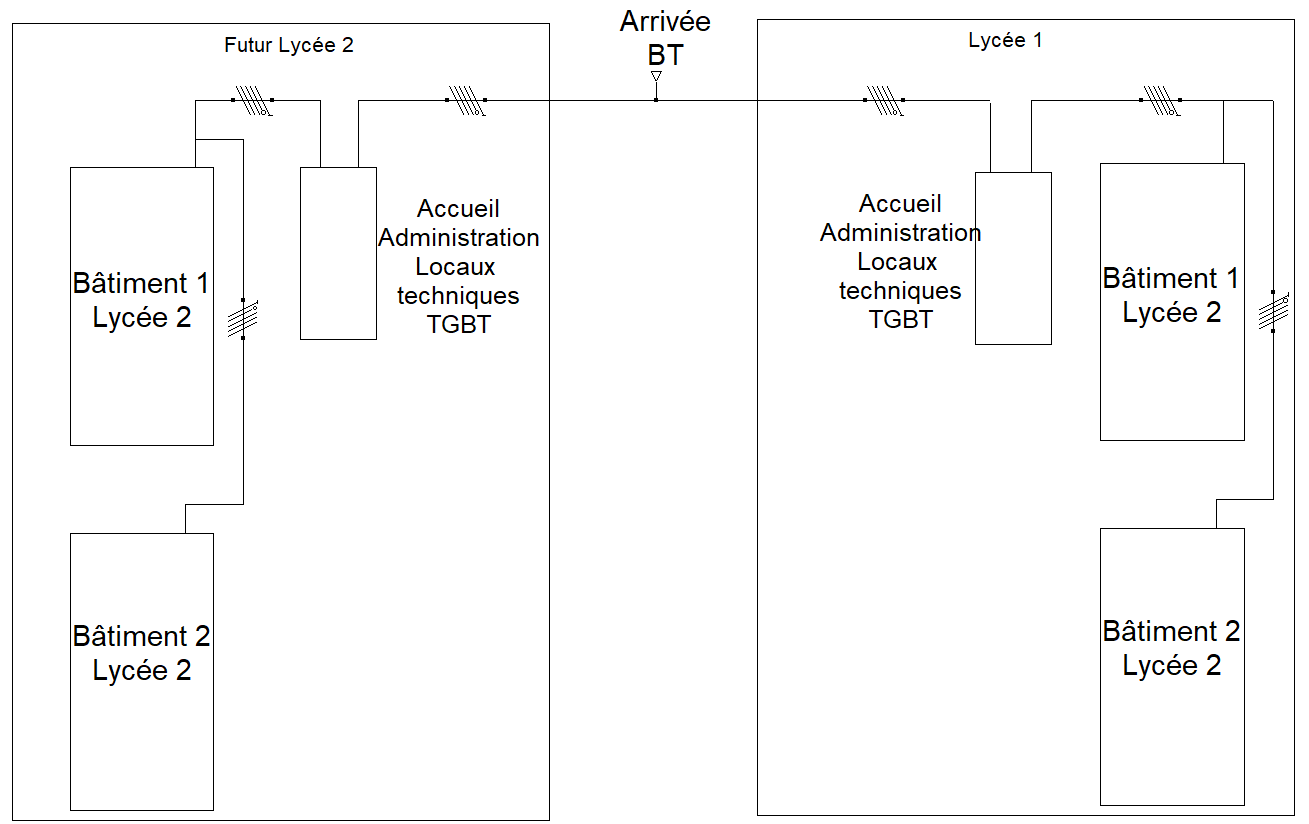 Futur Lycée 2
Arrivée
BT
Lycée 1
Accueil
Administration
Locaux
techniques
TGBT
Bâtiment 1
Lycée 2
Bâtiment 2
Lycée 2
Accueil
Administration
Locaux
techniques
TGBT
Bâtiment 1
Lycée 2
Bâtiment 2
Lycée 2